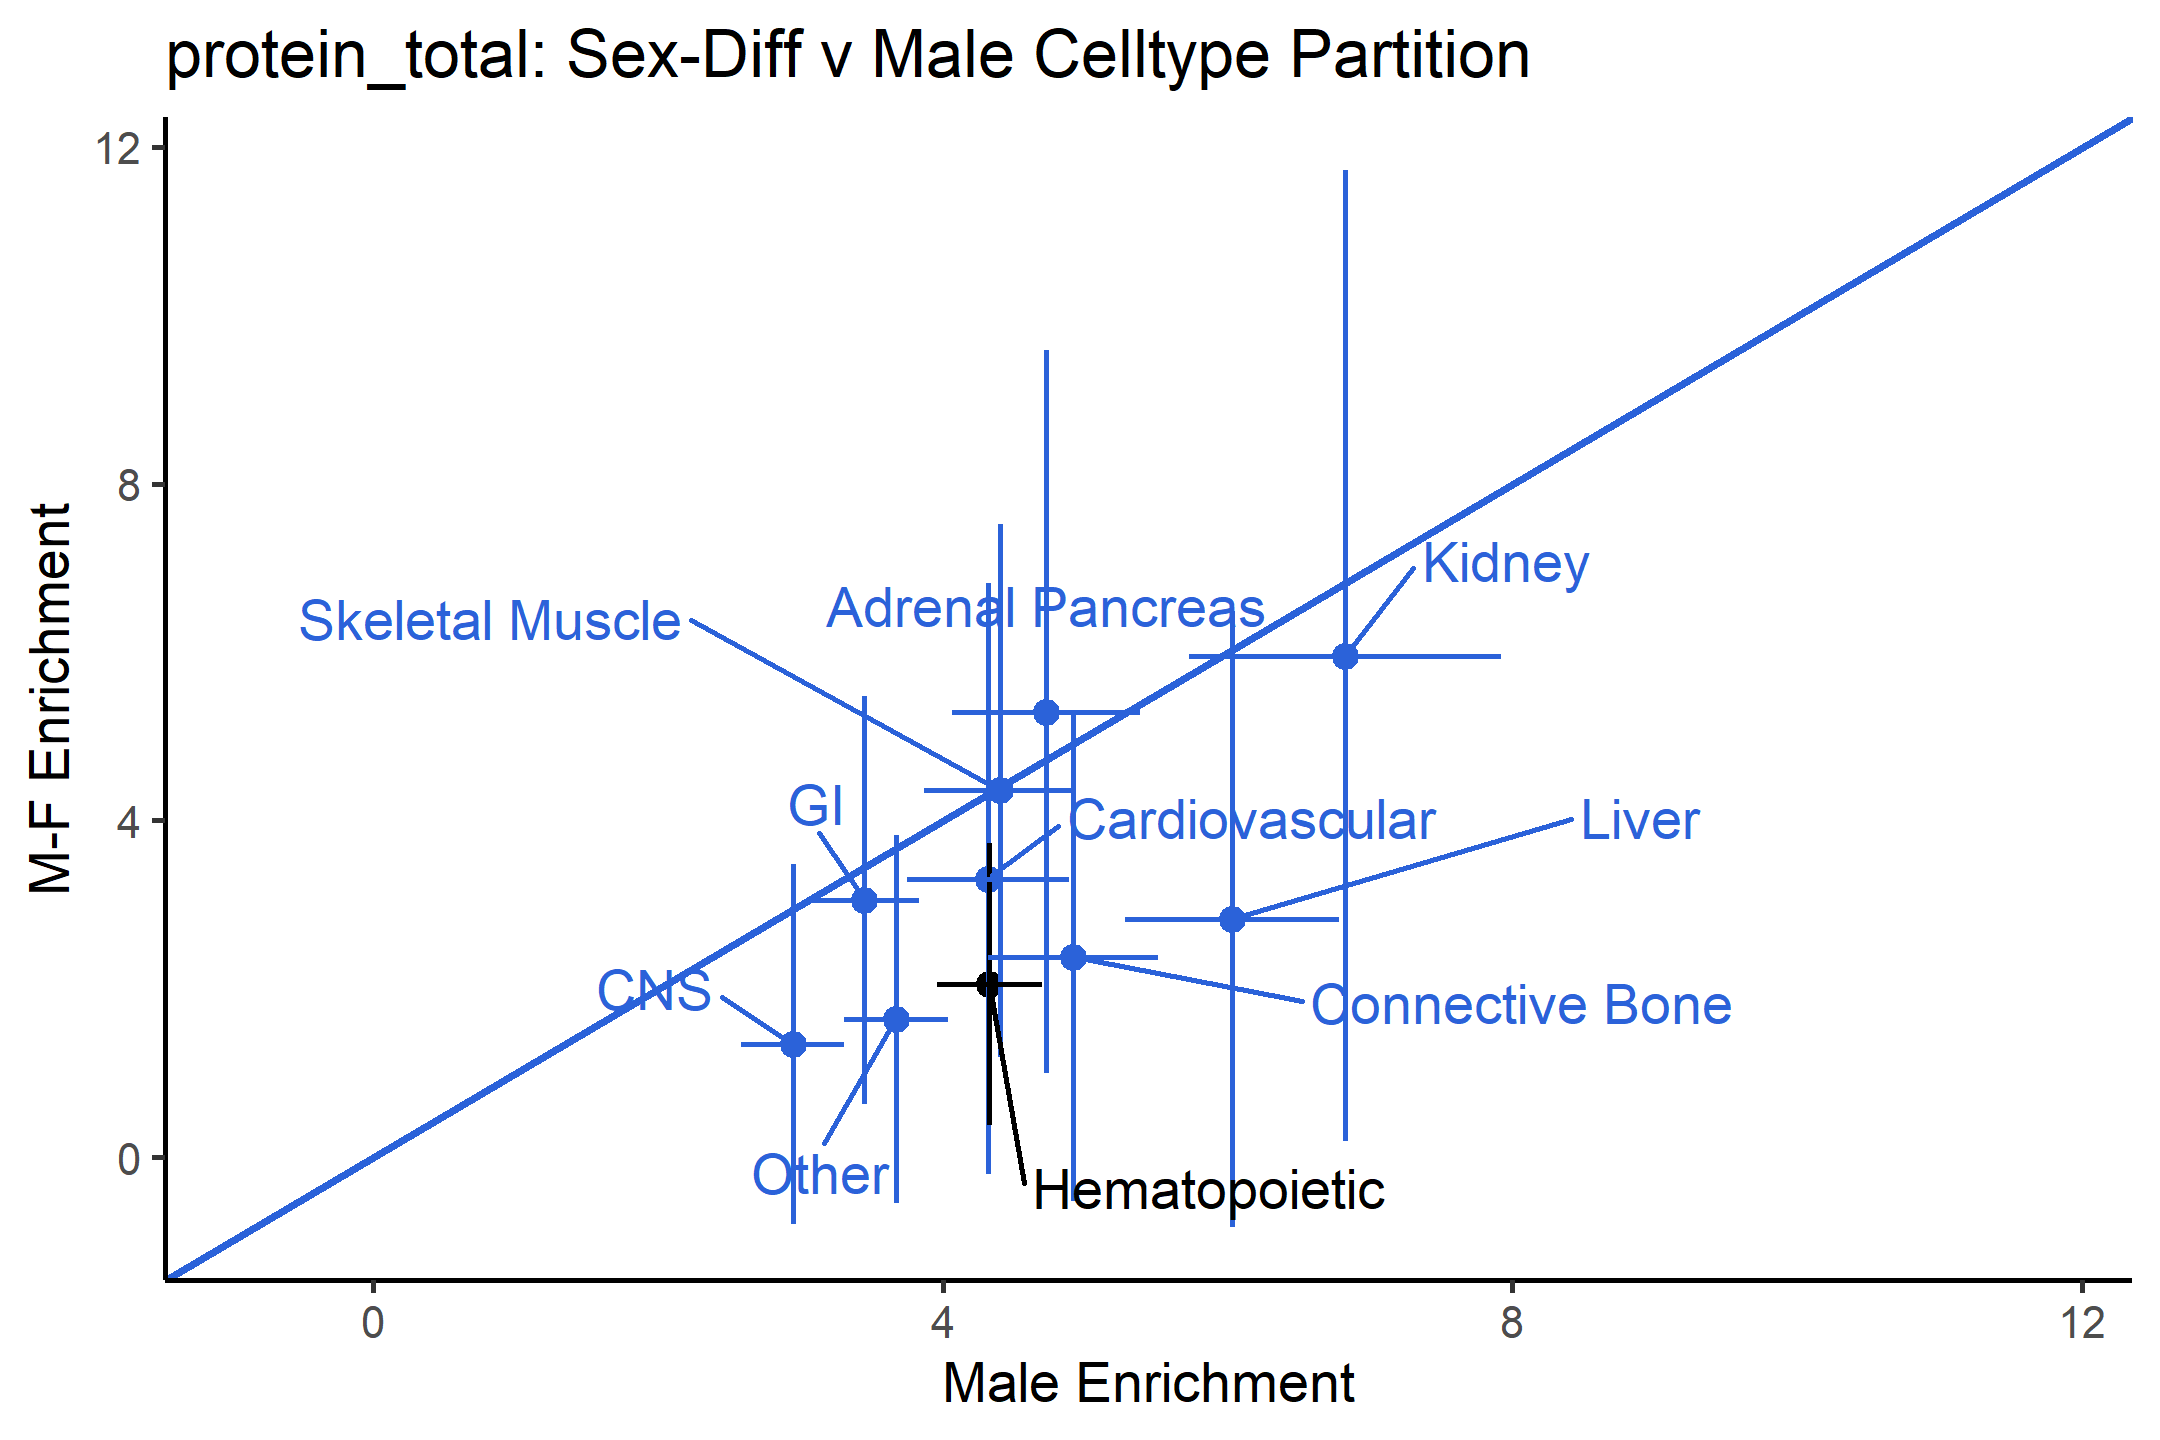 protein_total: Sex-Diff v Male Celltype Partition
12
8
4
0
M-F Enrichment
Kidney
Adrenal Pancreas
Skeletal Muscle
GI
Cardiovascular
Liver
CNS
Connective Bone
Other
Hematopoietic
0
4
8
12
Male Enrichment